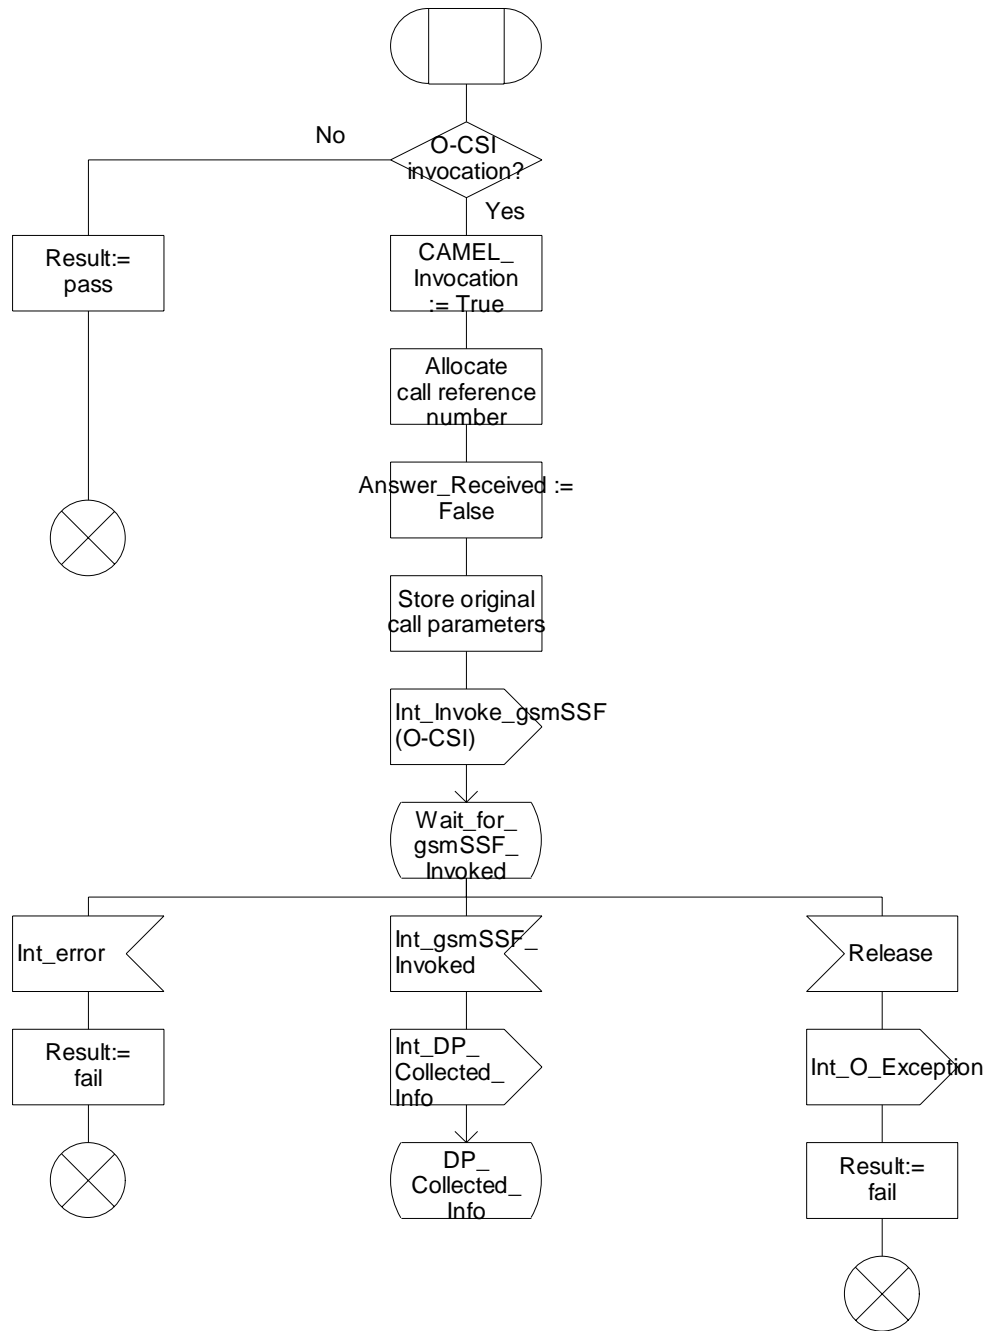 No
O-CSI
invocation?
Yes
Result:=
pass
CAMEL_
Invocation
:= True
Allocate
call reference
number
Answer_Received :=
False
Store original
call parameters
Int_Invoke_gsmSSF
(O-CSI)
Wait_for_
gsmSSF_
Invoked
Int_error
Int_gsmSSF_
Invoked
Release
Result:=
fail
Int_DP_
Collected_
Info
Int_O_Exception
DP_
Collected_
Info
Result:=
fail